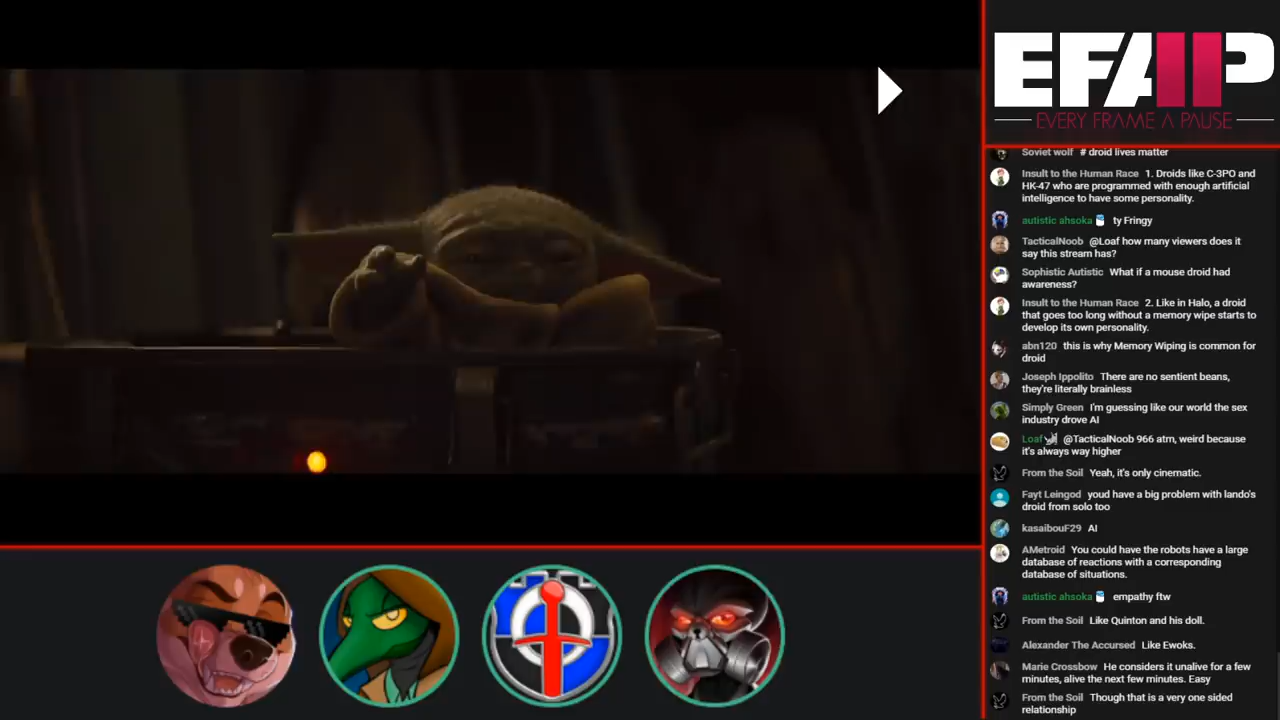 EFAP
EVERY FRAME A PAUSE
Soviet wolf # droid lives matter
Insult to the Human Race 1. Droids like C-3PO and
HK-47 who are programmed with enough artificial
intelligence to have some personality.
autistic ahsoka ty Fringy
TacticalNoob @Loaf how many viewers does it
say this stream has?
Sophistic Autistic What if a mouse droid had
awareness?
Insult to the Human Race 2. Like in Halo, a droid
that goes too long without a memory wipe starts to
develop its own personality.
abn120 this is why Memory Wiping is common for
droid
Joseph Ippolito There are no sentient beans,
they're literally brainless
Simply Green I'm guessing like our world the sex
industry drove AI
Loaf @TacticalNoob 966 atm, weird because
it's always way higher
From the Soil Yeah, it's only cinematic.
Fayt Leingod youd have a big problem with lando's
droid from solo too
kasaibouF29 AI
AMetroid You could have the robots have a large
database of reactions with a corresponding
database of situations.
autistic ahsoka empathy ftw
From the Soil Like Quinton and his doll.
Alexander The Accursed Like Ewoks.
Marie Crossbow He considers it unalive for a few
minutes, alive the next few minutes. Easy
From the Soil Though that is a very one sided
relationship